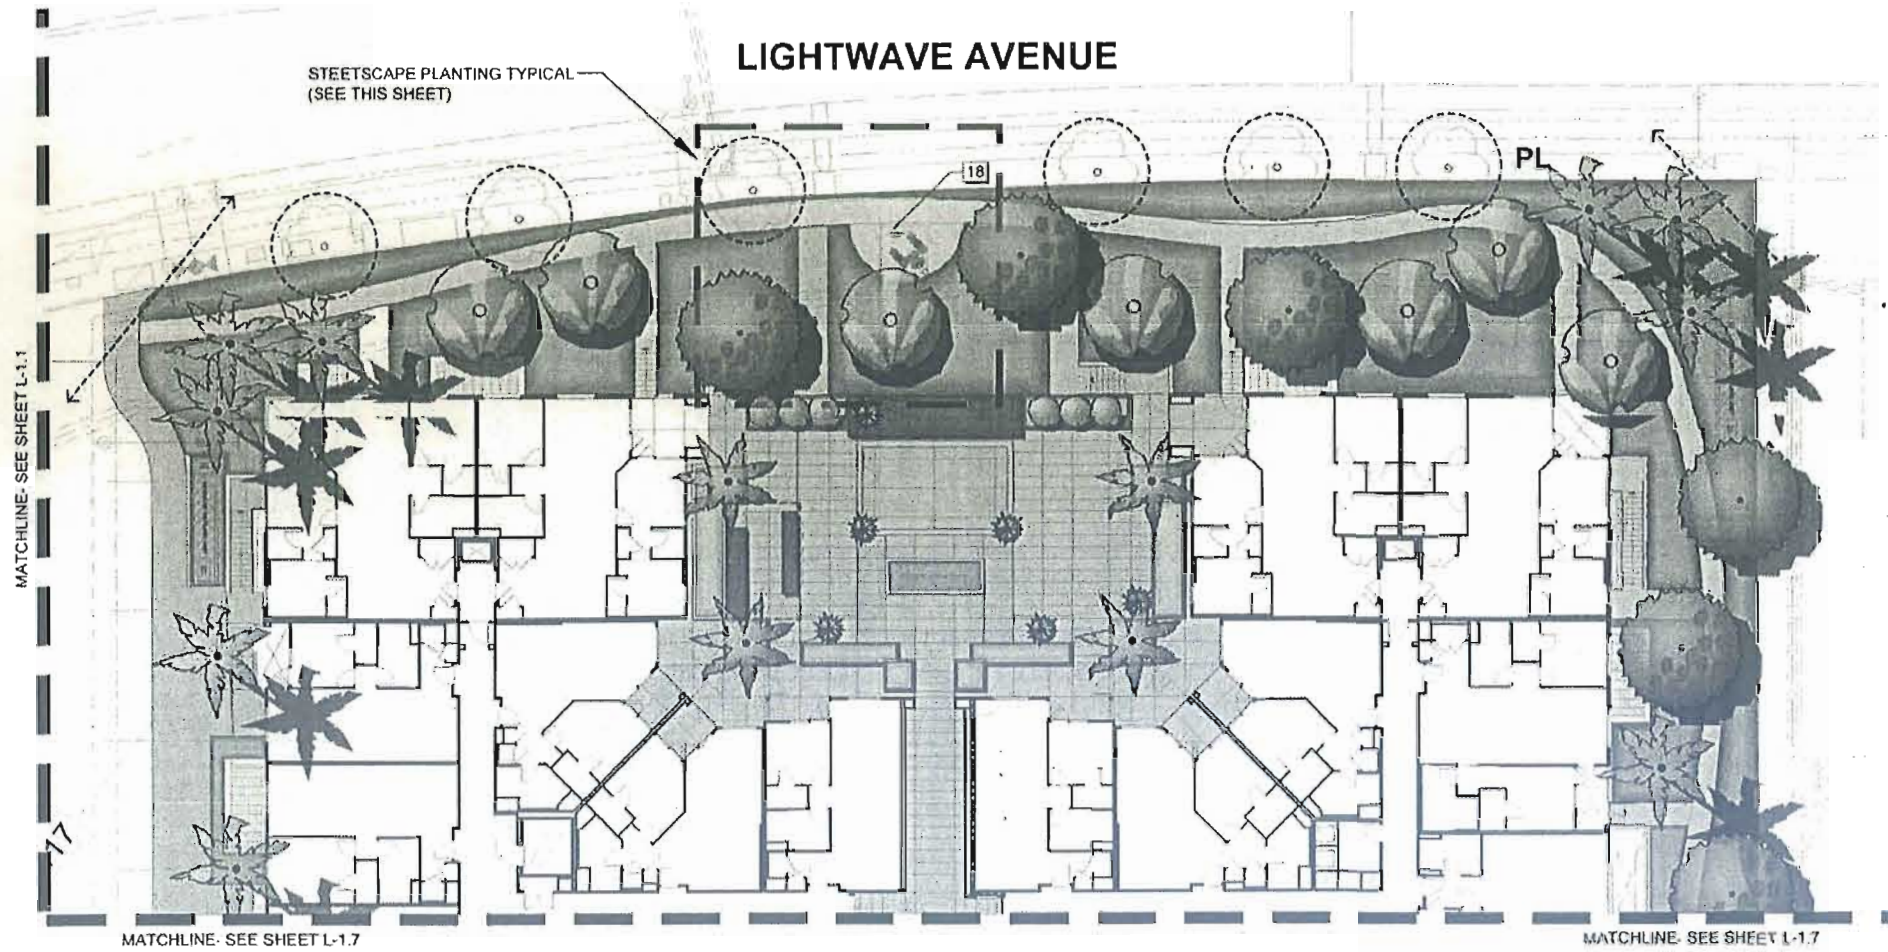 LIGHTWAVE AVENUE
STEETSCAPE PLANTING TYPICAL
(SEE THIS SHEET)
18
PL
MATCHLINE- SEE SHEET L-1.1
17
MATCHLINE- SEE SHEET L-1.7
MATCHLINE- SEE SHEET L-1.7